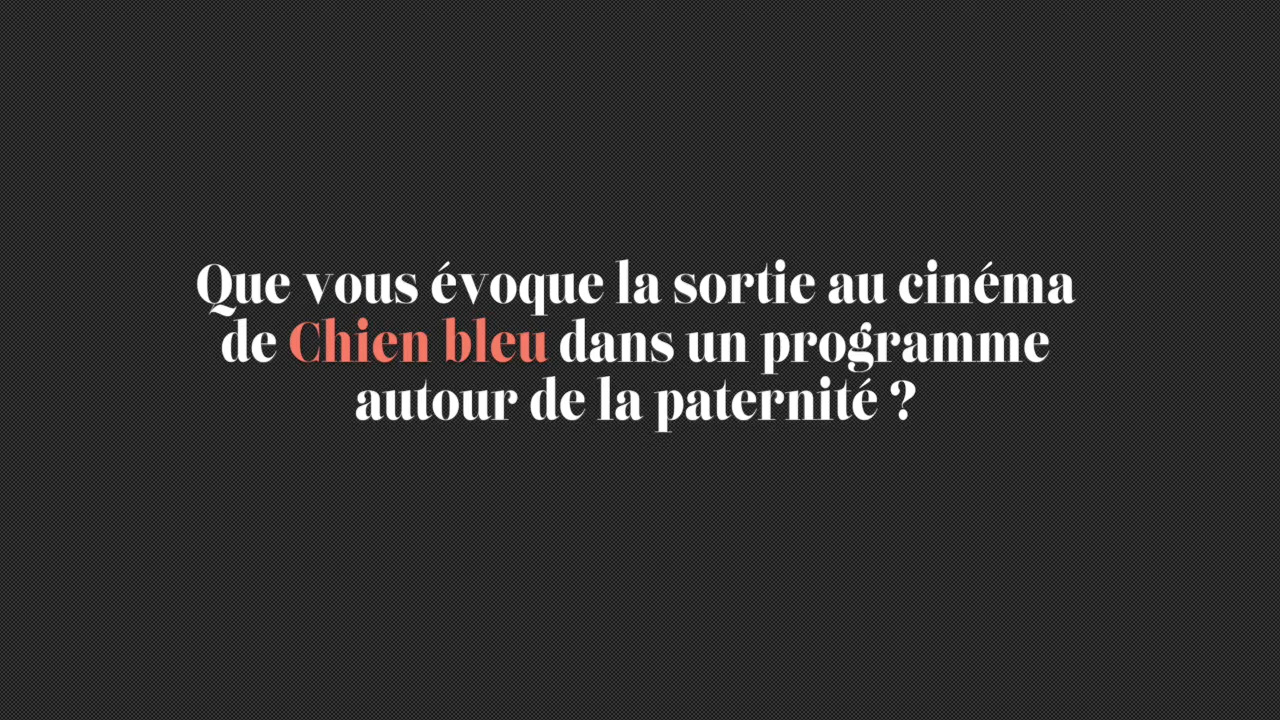 Que vous évoque la sortie au cinéma
de Chien bleu dans un programme
autour de la paternité ?